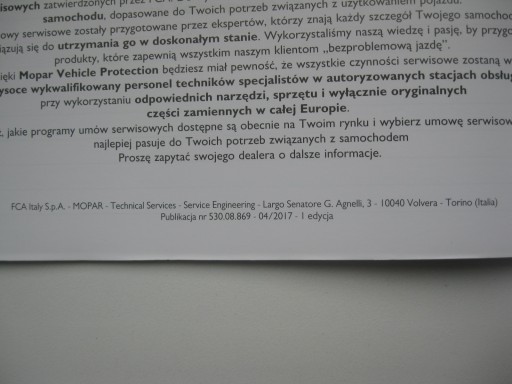 isowych zatwierdzonych przez
samochodu, dopasowane do Twoich potrzeb związanych z użytkowaniem pojazdu.
owy serwisowe zostały przygotowane przez ekspertów, którzy znają każdy szczegół Twojego samochod
ązują się do utrzymania go w doskonałym stanie. Wykorzystaliśmy naszą wiedzę i pasję, by przygo
produkty, które zapewnią wszystkim naszym klientom „bezproblemową jazdę”.
ięki Mopar Vehicle Protection będziesz miał pewność, że wszystkie czynności serwisowe zostaną w
ysoce wykwalifikowany personel techników specjalistów w autoryzowanych stacjach obsług
przy wykorzystaniu odpowiednich narzędzi, sprzętu i wyłącznie oryginalnych
części zamiennych w całej Europie.
, jakie programy umów serwisowych dostępne są obecnie na Twoim rynku i wybierz umowę serwisow
najlepiej pasuje do Twoich potrzeb związanych z samochodem
Proszę zapytać swojego dealera o dalsze informacje.
FCA Italy S.p.A. - MOPAR - Technical Services - Service Engineering - Largo Senatore G. Agnelli, 3 - 10040 Volvera - Torino (Italia)
Publikacja nr 530.08.869 - 04/2017 - 1 edycja